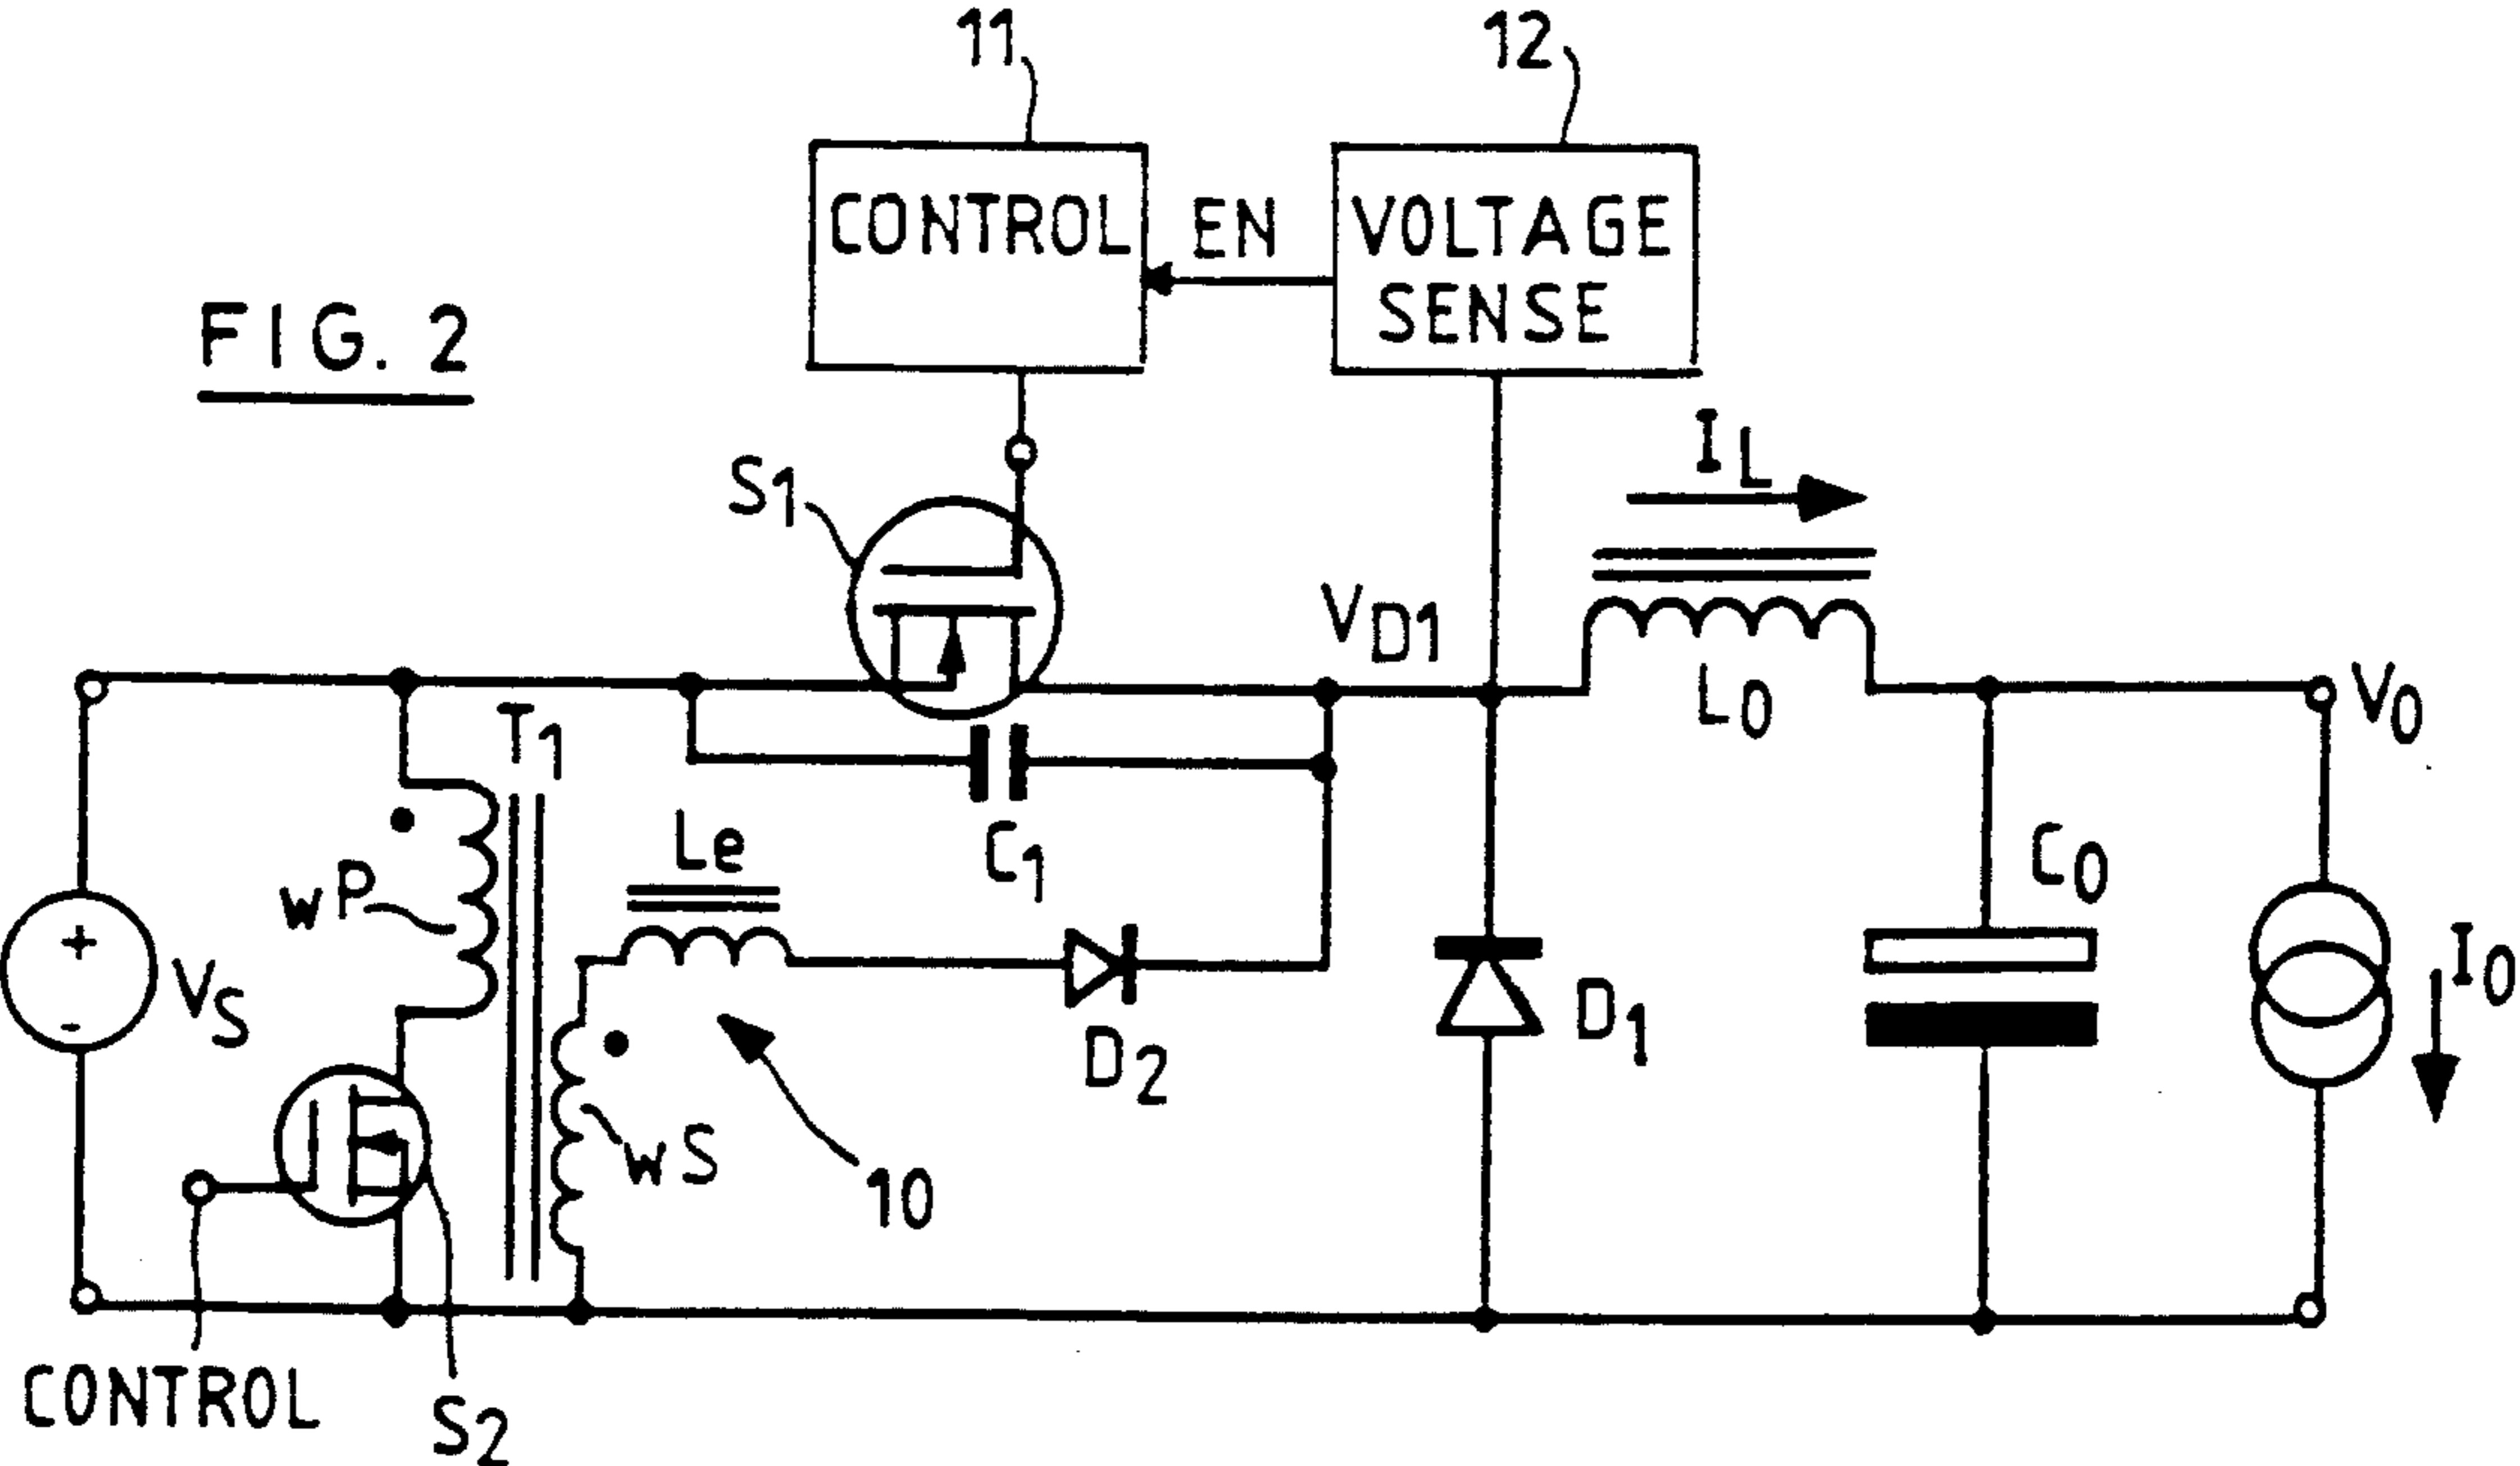 11
12
CONTROL
EN
VOLTAGE
SENSE
FIG. 2
IL
S1
VD1
L0
V0
T1
C1
Le
C0
wP
+
-
VS
I0
D1
D2
wS
10
CONTROL
S2